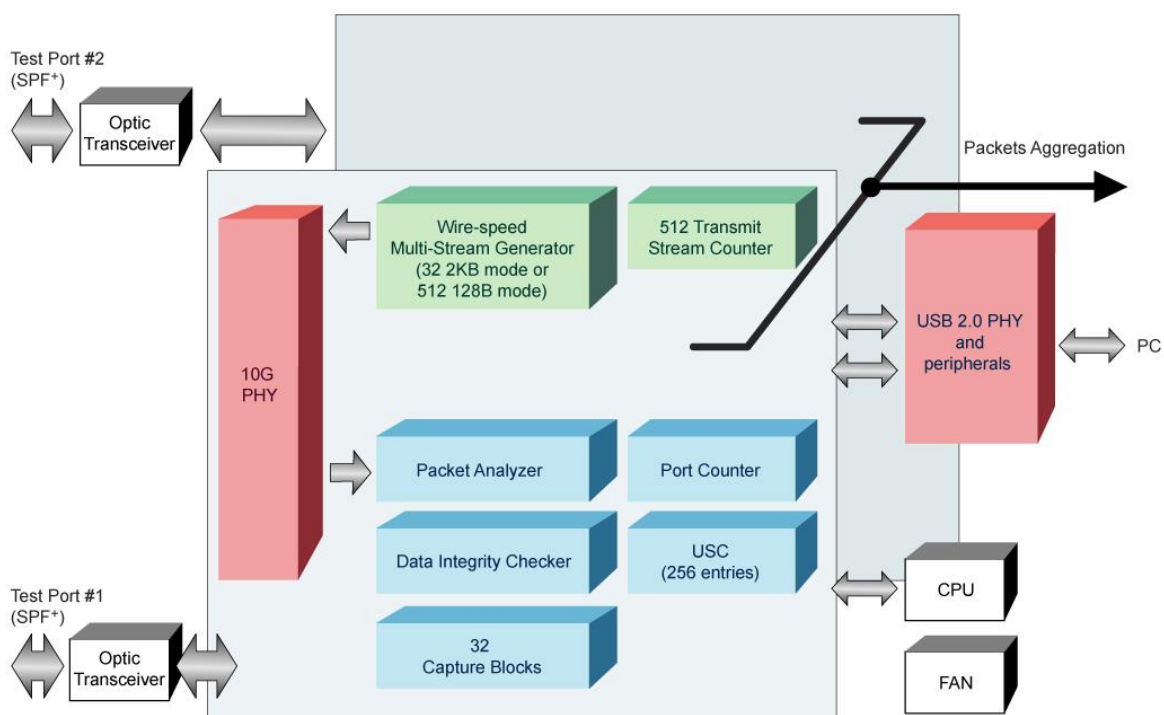 Test Port #2
(SPF+)
Optic
Transceiver
Packets Aggregation
Wire-speed
Multi-Stream Generator
(32 2KB mode or
512 128B mode)
512 Transmit
Stream Counter
10G
PHY
USB 2.0 PHY
and
peripherals
PC
Packet Analyzer
Port Counter
Data Integrity Checker
USC
(256 entries)
CPU
Test Port #1
(SPF+)
Optic
Transceiver
32
Capture Blocks
FAN